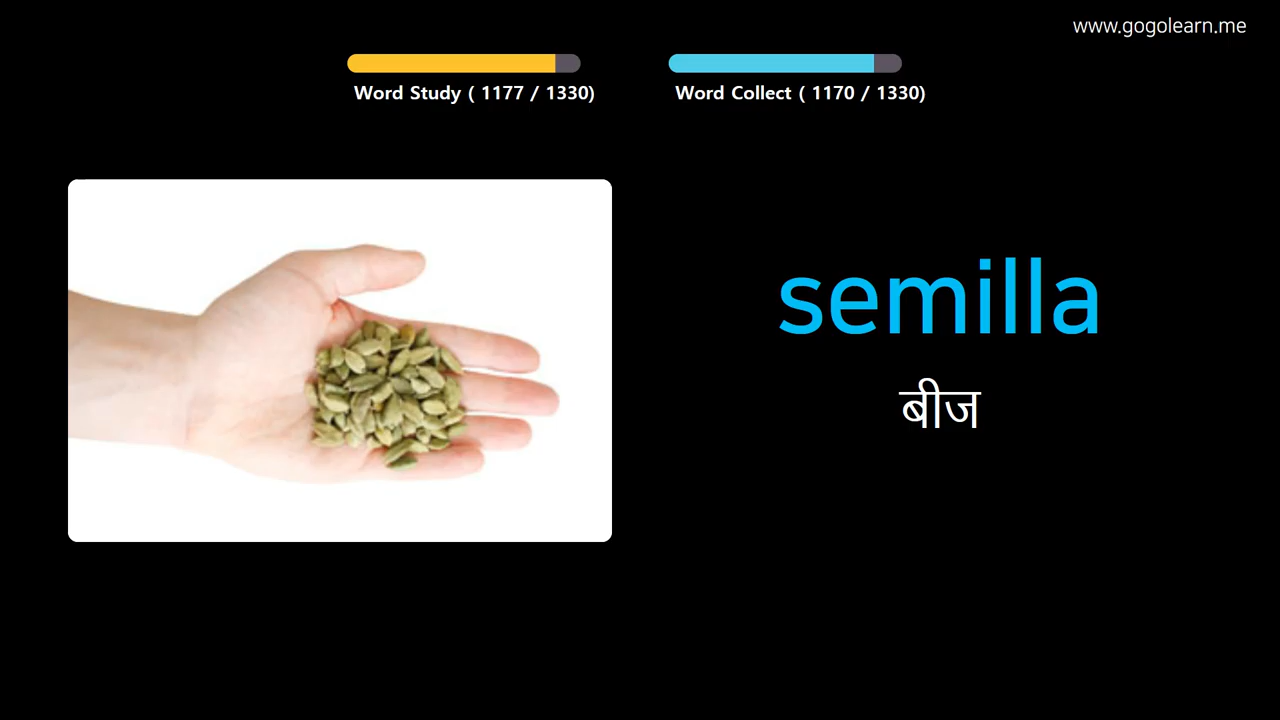 www.gogolearn.me
Word Study ( 1177 / 1330)
Word Collect ( 1170 / 1330)
semilla
बीज